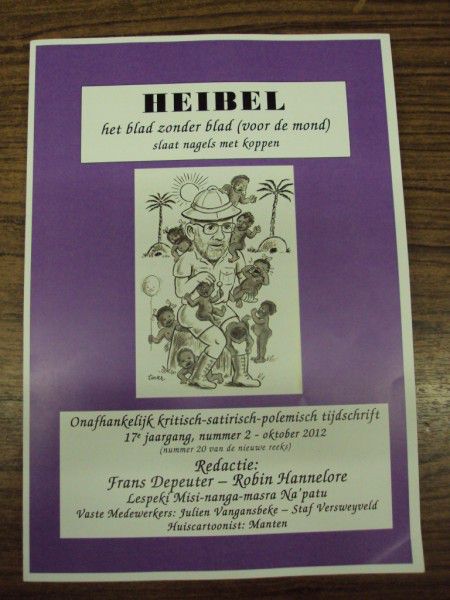 HEIBEL
het blad zonder blad (voor de mond)
slaat nagels met koppen
Onafhankelijk kritisch-satirisch-polemisch tijdschrift
17e jaargang, nummer 2 - oktober 2012
(nummer 20 van de nieuwe reeks)
Redactie:
Frans Depeuter – Robin Hannelore
Lespeki Misi-nanga-masra Na'patu
Vaste Medewerkers: Julien Vangansbeke – Staf Versweyveld
Huiscartoonist: Manten